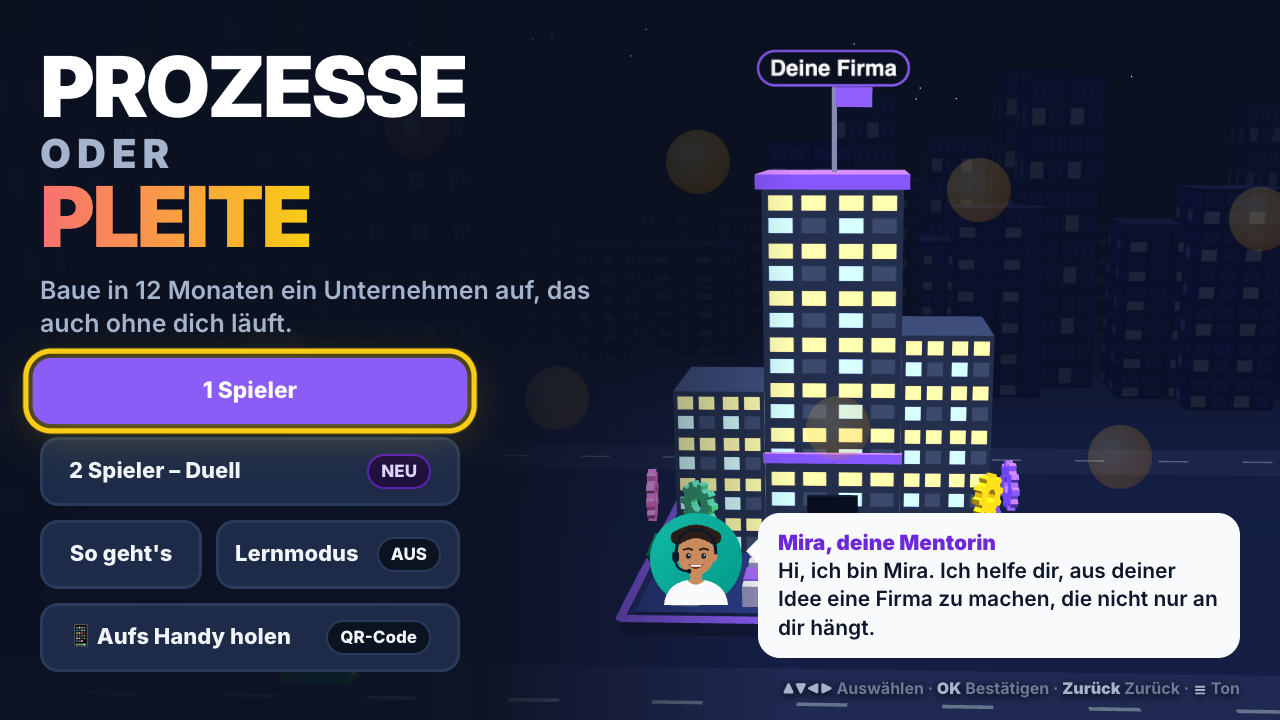 PROZESSE
ODER
PLEITE
Baue in 12 Monaten ein Unternehmen auf, das
auch ohne dich läuft.
1 Spieler
2 Spieler – Duell NEU
So geht's
Lernmodus AUS
Aufs Handy holen QR-Code
Deine Firma
Mira, deine Mentorin
Hi, ich bin Mira. Ich helfe dir, aus deiner
Idee eine Firma zu machen, die nicht nur an
dir hängt.
▲▼◀▶ Auswählen · OK Bestätigen · Zurück Zurück · ≡ Ton